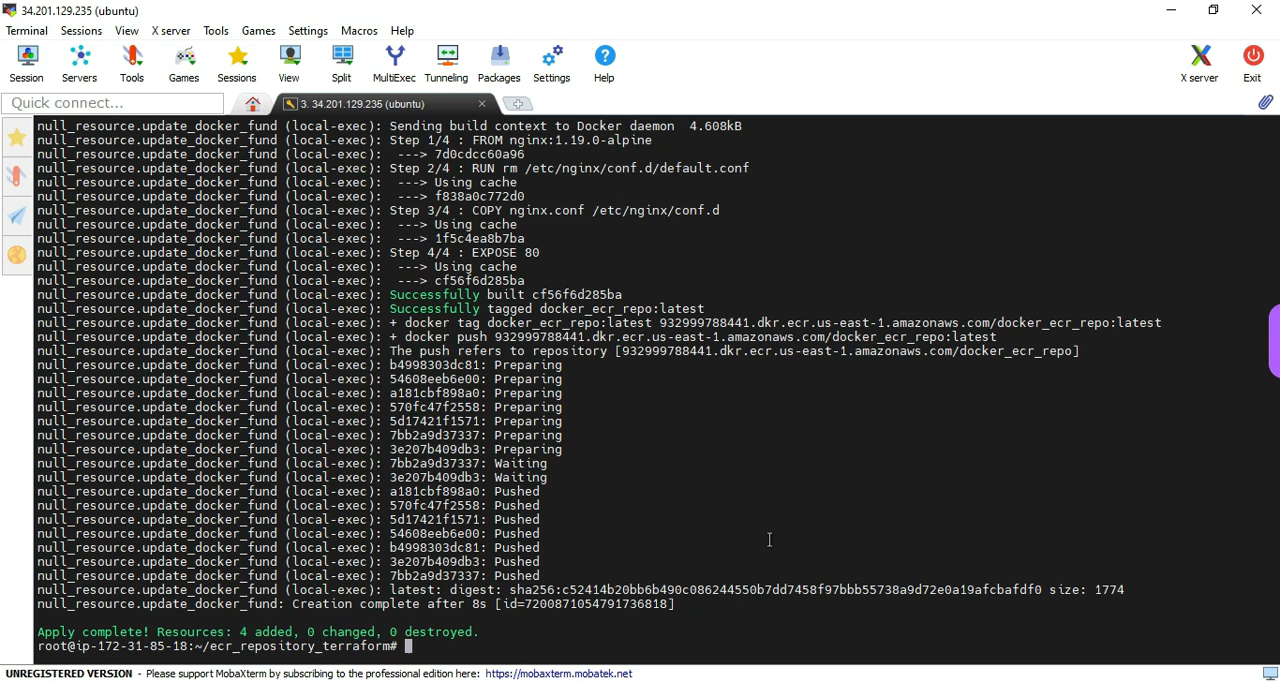 34.201.129.235 (ubuntu)
Terminal Sessions View X server Tools Games Settings Macros Help
Session Servers Tools Games Sessions View Split MultiExec Tunneling Packages Settings Help X server Exit
Quick connect... 3. 34.201.129.235 (ubuntu)
null_resource.update_docker_fund (local-exec): Sending build context to Docker daemon  4.608kB
null_resource.update_docker_fund (local-exec): Step 1/4 : FROM nginx:1.19.0-alpine
null_resource.update_docker_fund (local-exec):  ---> 7d0cdcc60a96
null_resource.update_docker_fund (local-exec): Step 2/4 : RUN rm /etc/nginx/conf.d/default.conf
null_resource.update_docker_fund (local-exec):  ---> Using cache
null_resource.update_docker_fund (local-exec):  ---> f838a0c772d0
null_resource.update_docker_fund (local-exec): Step 3/4 : COPY nginx.conf /etc/nginx/conf.d
null_resource.update_docker_fund (local-exec):  ---> Using cache
null_resource.update_docker_fund (local-exec):  ---> 1f5c4ea8b7ba
null_resource.update_docker_fund (local-exec): Step 4/4 : EXPOSE 80
null_resource.update_docker_fund (local-exec):  ---> Using cache
null_resource.update_docker_fund (local-exec):  ---> cf56f6d285ba
null_resource.update_docker_fund (local-exec): Successfully built cf56f6d285ba
null_resource.update_docker_fund (local-exec): Successfully tagged docker_ecr_repo:latest
null_resource.update_docker_fund (local-exec): + docker tag docker_ecr_repo:latest 932999788441.dkr.ecr.us-east-1.amazonaws.com/docker_ecr_repo:latest
null_resource.update_docker_fund (local-exec): + docker push 932999788441.dkr.ecr.us-east-1.amazonaws.com/docker_ecr_repo:latest
null_resource.update_docker_fund (local-exec): The push refers to repository [932999788441.dkr.ecr.us-east-1.amazonaws.com/docker_ecr_repo]
null_resource.update_docker_fund (local-exec): b4998303dc81: Preparing
null_resource.update_docker_fund (local-exec): 54608eeb6e00: Preparing
null_resource.update_docker_fund (local-exec): a181cbf898a0: Preparing
null_resource.update_docker_fund (local-exec): 570fc47f2558: Preparing
null_resource.update_docker_fund (local-exec): 5d17421f1571: Preparing
null_resource.update_docker_fund (local-exec): 7bb2a9d37337: Preparing
null_resource.update_docker_fund (local-exec): 3e207b409db3: Preparing
null_resource.update_docker_fund (local-exec): 7bb2a9d37337: Waiting
null_resource.update_docker_fund (local-exec): 3e207b409db3: Waiting
null_resource.update_docker_fund (local-exec): a181cbf898a0: Pushed
null_resource.update_docker_fund (local-exec): 570fc47f2558: Pushed
null_resource.update_docker_fund (local-exec): 5d17421f1571: Pushed
null_resource.update_docker_fund (local-exec): 54608eeb6e00: Pushed
null_resource.update_docker_fund (local-exec): b4998303dc81: Pushed
null_resource.update_docker_fund (local-exec): 3e207b409db3: Pushed
null_resource.update_docker_fund (local-exec): 7bb2a9d37337: Pushed
null_resource.update_docker_fund (local-exec): latest: digest: sha256:c52414b20bb6b490c086244550b7dd7458f97bbb55738a9d72e0a19afcbafdf0 size: 1774
null_resource.update_docker_fund: Creation complete after 8s [id=7200871054791736818]
Apply complete! Resources: 4 added, 0 changed, 0 destroyed.
root@ip-172-31-85-18:~/ecr_repository_terraform#
UNREGISTERED VERSION - Please support MobaXterm by subscribing to the professional edition here: https://mobaxterm.mobatek.net